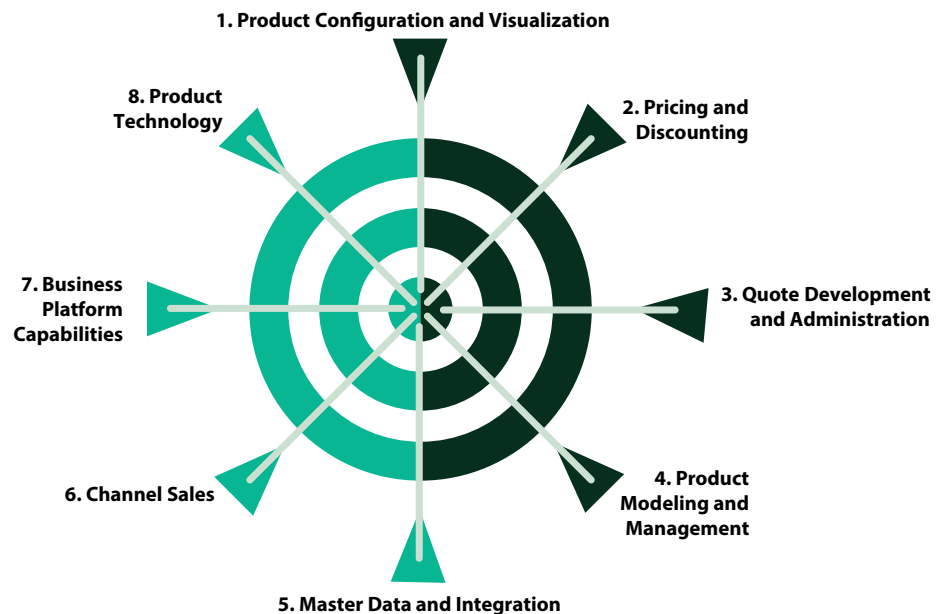 1. Product Configuration and Visualization
2. Pricing and
Discounting
3. Quote Development
and Administration
4. Product
Modeling and
Management
5. Master Data and Integration
6. Channel Sales
7. Business
Platform
Capabilities
8. Product
Technology